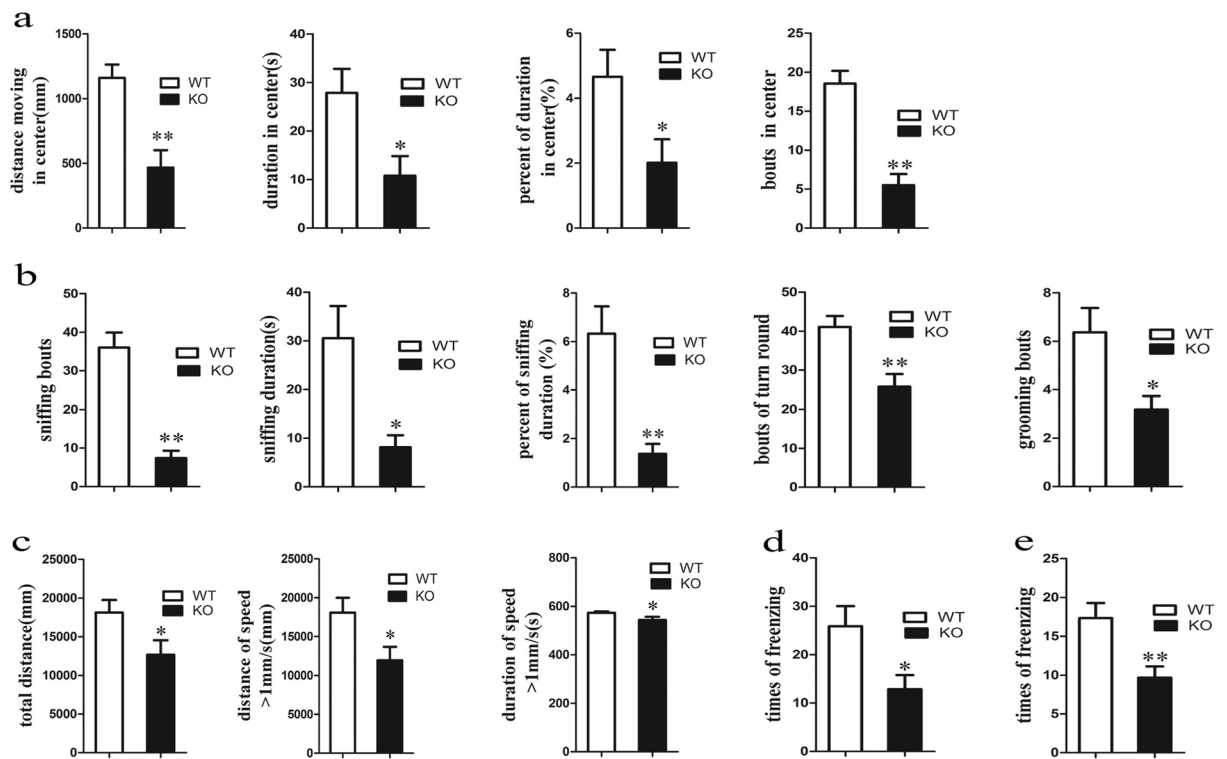 a
distance moving
in center(mm)
1500
1000
500
0
WT
KO
**
duration in center(s)
40
30
20
10
0
WT
KO
*
percent of duration
in center(%)
6
4
2
0
WT
KO
*
bouts in center
25
20
15
10
5
0
WT
KO
**
b
sniffing bouts
50
40
30
20
10
0
WT
KO
**
sniffing duration(s)
40
30
20
10
0
WT
KO
*
percent of sniffing
duration (%)
8
6
4
2
0
WT
KO
**
bouts of turn round
50
40
30
20
10
0
WT
KO
**
grooming bouts
8
6
4
2
0
WT
KO
*
c
total distance(mm)
25000
20000
15000
10000
5000
0
WT
KO
*
distance of speed
>1mm/s(mm)
25000
20000
15000
10000
5000
0
WT
KO
*
duration of speed
>1mm/s(s)
800
600
400
200
0
WT
KO
*
d
times of freenzing
40
30
20
10
0
WT
KO
*
e
times of freenzing
25
20
15
10
5
0
WT
KO
**